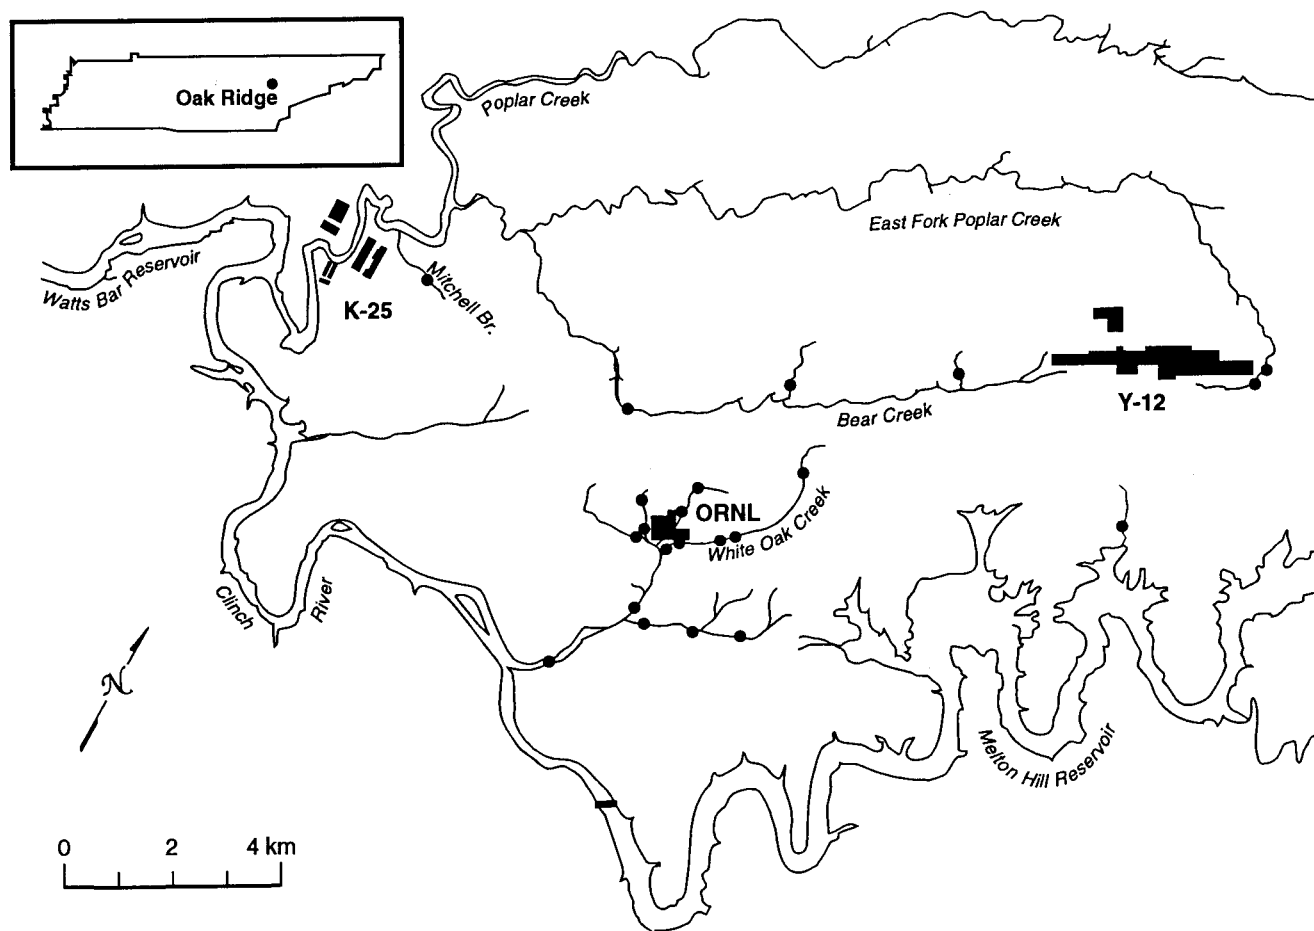 Oak Ridge
Poplar Creek
East Fork Poplar Creek
Watts Bar Reservoir
Mitchell Br.
K-25
Y-12
Bear Creek
ORNL
White Oak Creek
Clinch
River
N
Melton Hill Reservoir
0 2 4 km